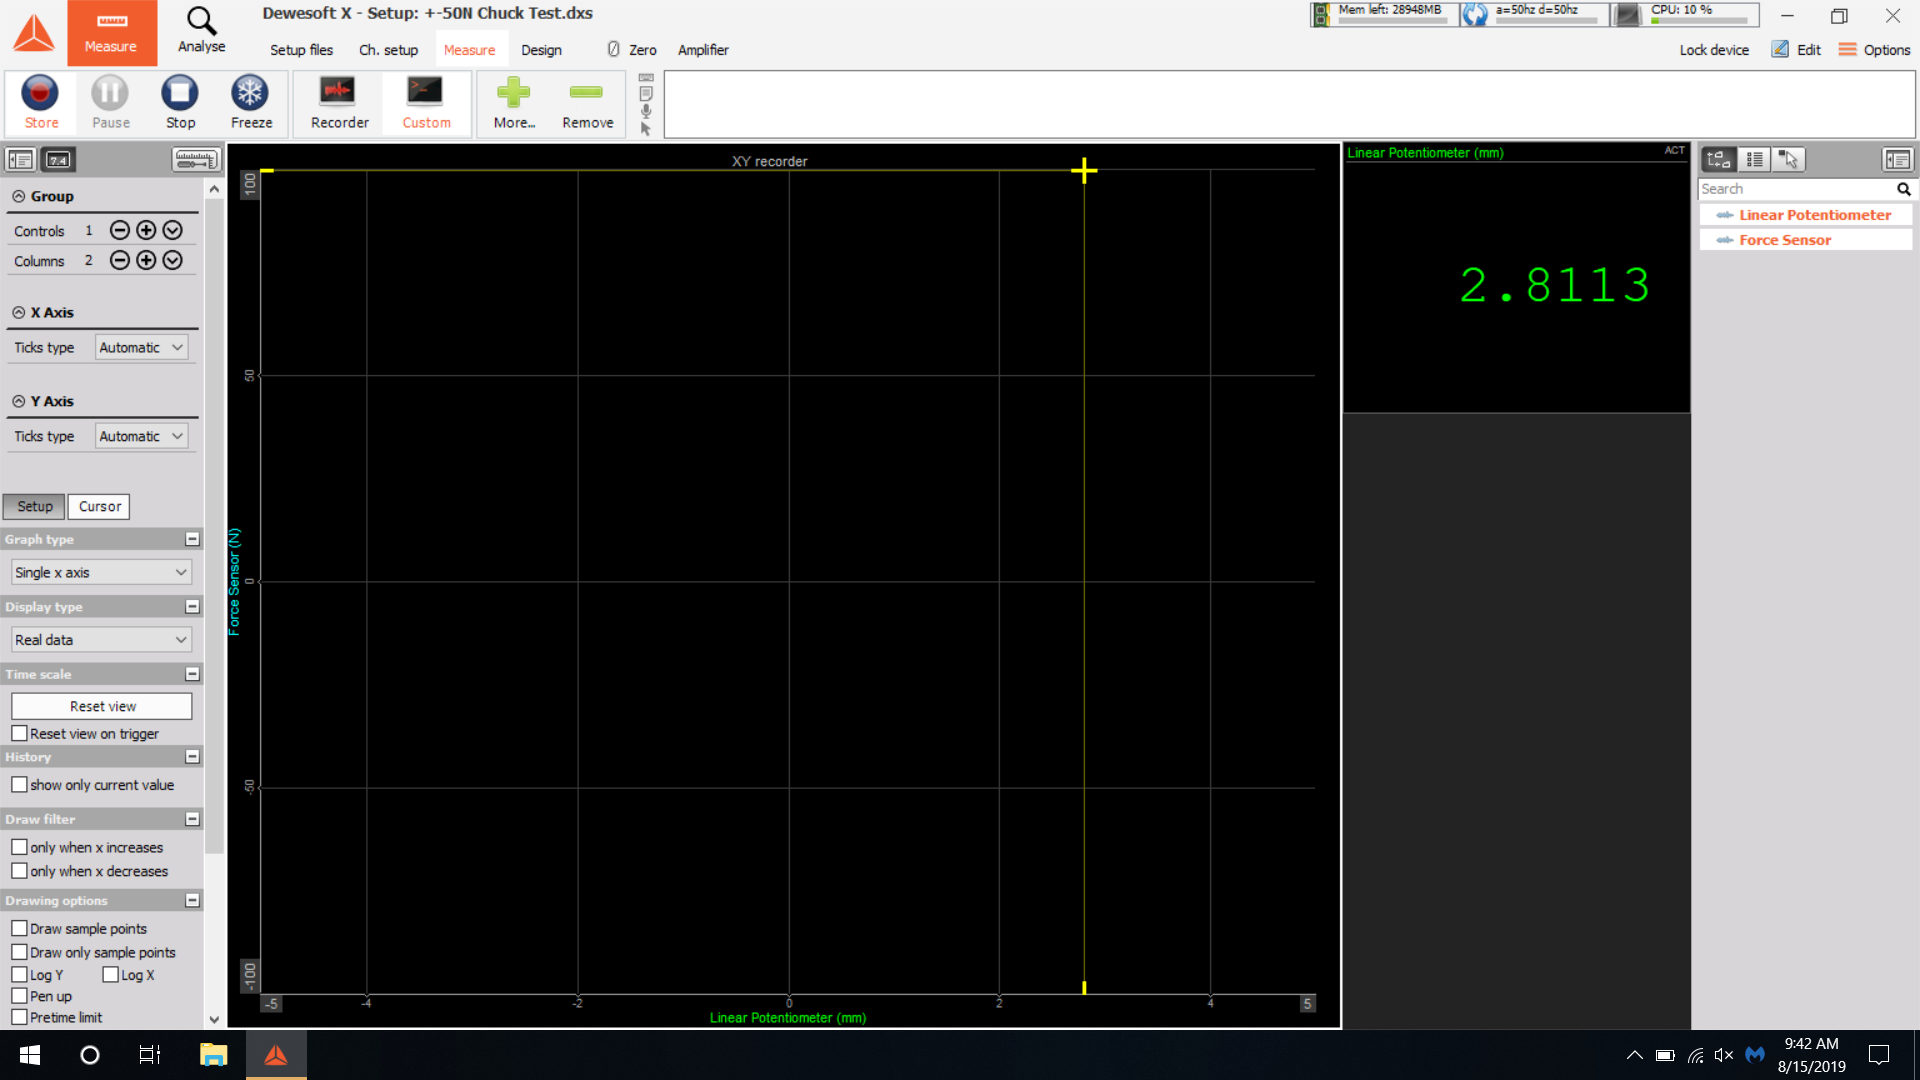 Dewesoft X - Setup: +-50N Chuck Test.dxs
Mem left: 28948MB
a=50hz d=50hz
CPU: 10 %
Measure
Analyse
Setup files
Ch. setup
Measure
Design
Zero
Amplifier
Lock device
Edit
Options
Store
Pause
Stop
Freeze
Recorder
Custom
More...
Remove
7.4
Group
Controls 1
Columns 2
X Axis
Ticks type Automatic
Y Axis
Ticks type Automatic
Setup
Cursor
Graph type
Single x axis
Display type
Real data
Time scale
Reset view
Reset view on trigger
History
show only current value
Draw filter
only when x increases
only when x decreases
Drawing options
Draw sample points
Draw only sample points
Log Y
Log X
Pen up
Pretime limit
XY recorder
100
50
0
-50
-100
Force Sensor (N)
-5
-4
-2
0
2
4
5
Linear Potentiometer (mm)
Linear Potentiometer (mm)
ACT
2.8113
Search
Linear Potentiometer
Force Sensor
9:42 AM
8/15/2019